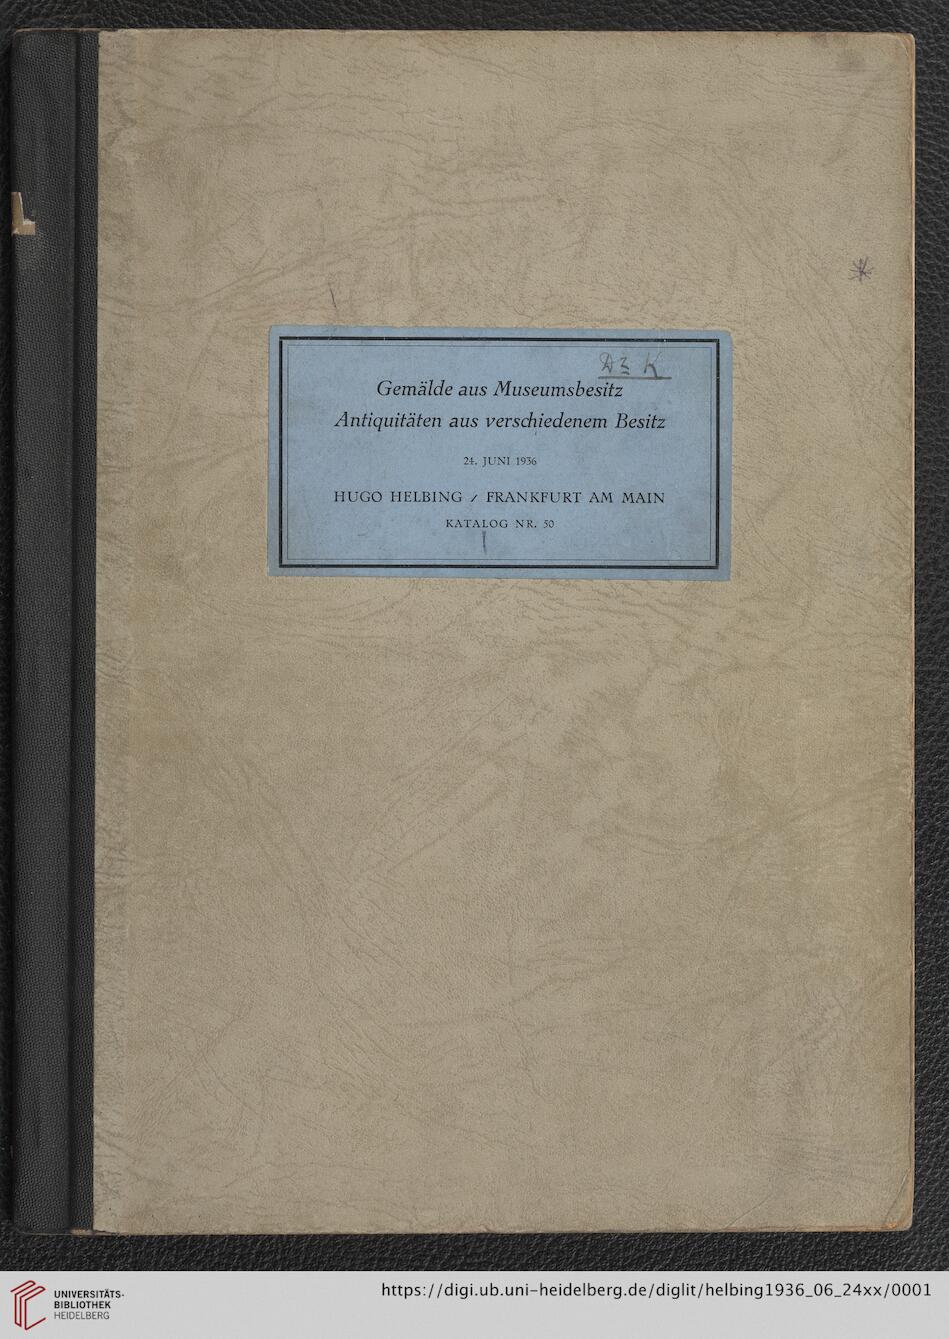 Gemälde aus Museumsbesitz
Antiquitäten aus verschiedenem Besitz
24. JUNI 1936
HUGO HELBING / FRANKFURT AM MAIN
KATALOG NR. 50
UNIVERSITÄTS-
BIBLIOTHEK
HEIDELBERG
https://digi.ub.uni-heidelberg.de/diglit/helbing1936_06_24xx/0001